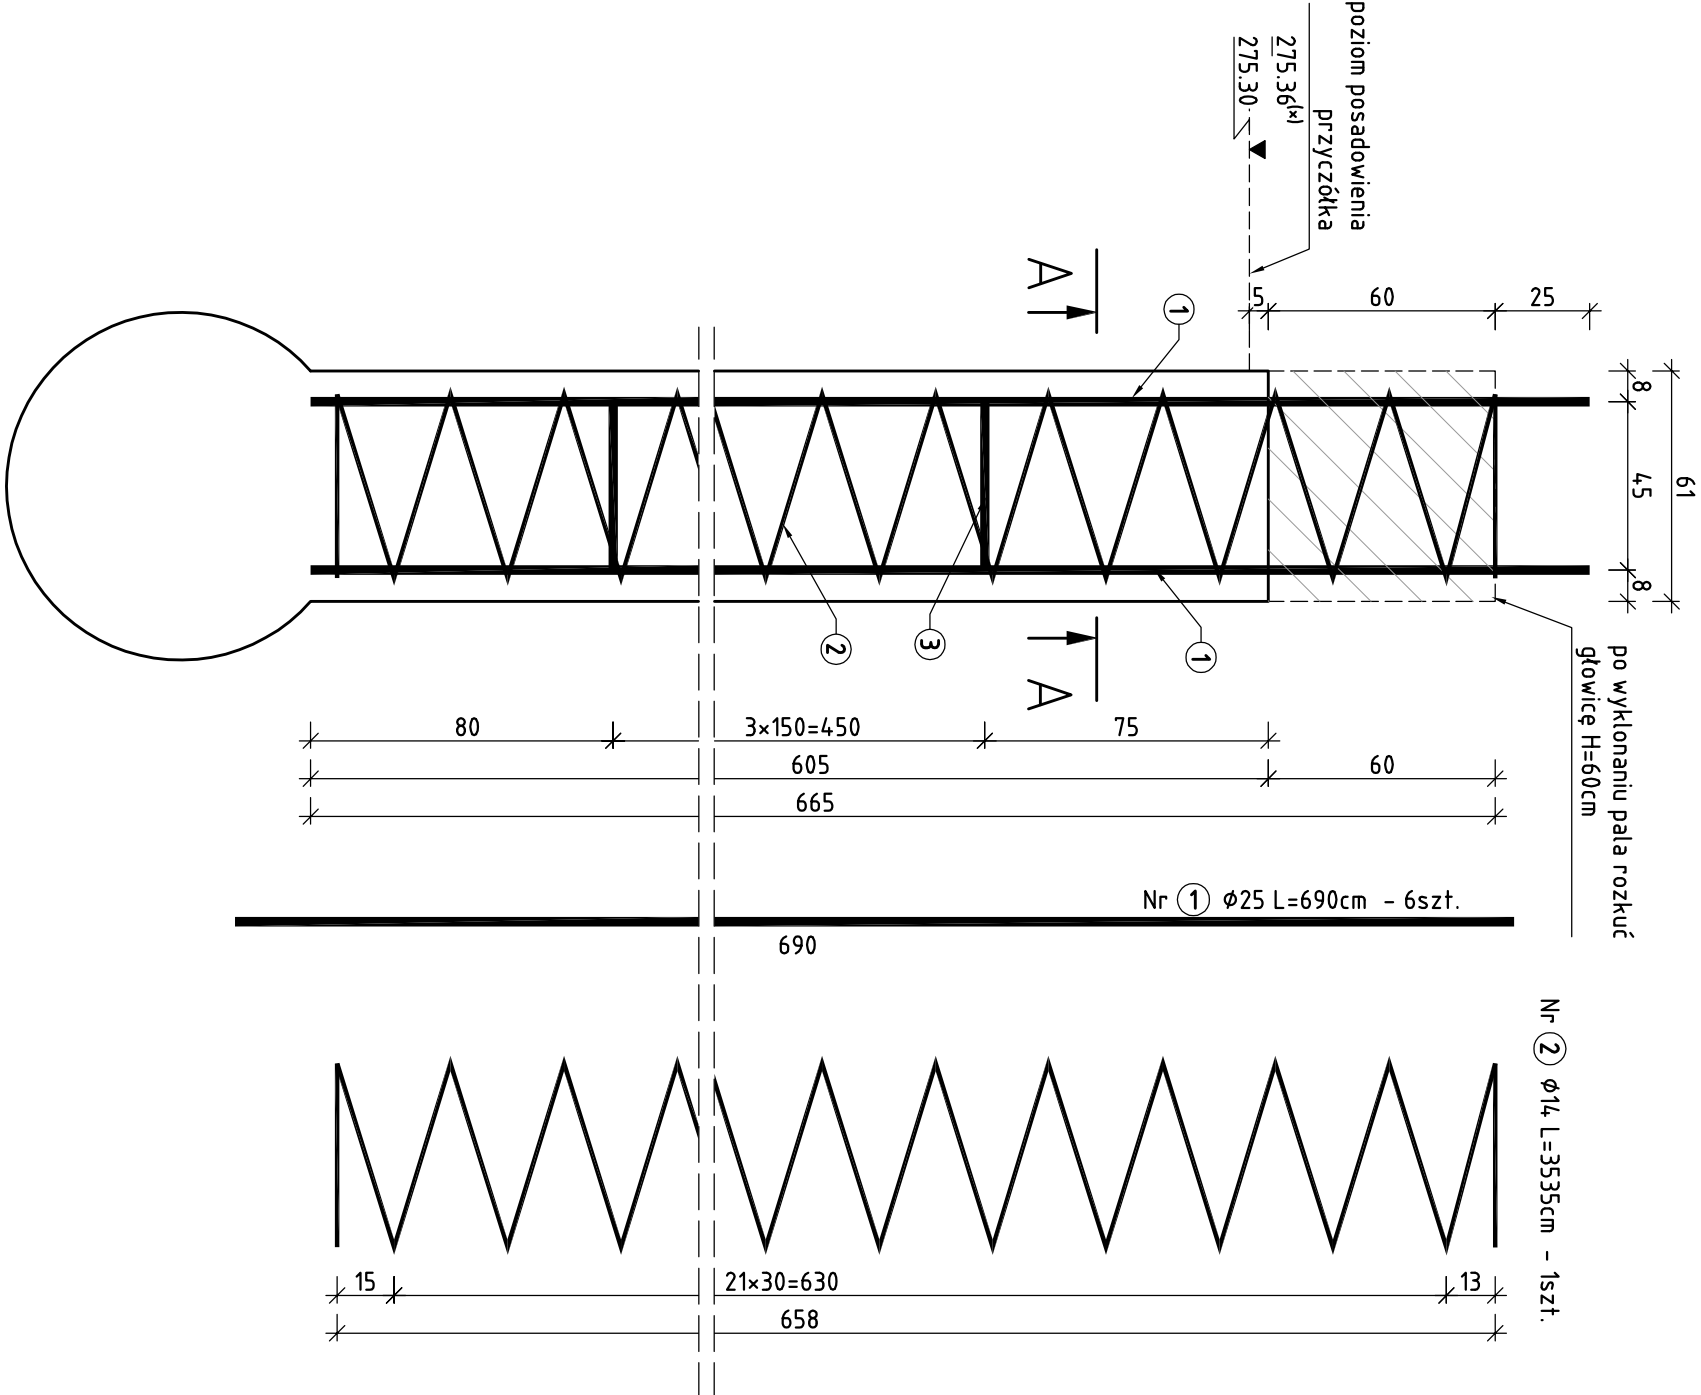 poziom posadowienia
przyczółka
275.36(x)
275.30
5
60
25
8
45
8
61
A
A
1
1
2
3
po wyklonaniu pala rozkuć
głowicę H=60cm
80
3×150=450
75
605
60
665
Nr 1 ϕ25 L=690cm - 6szt.
690
Nr 2 ϕ14 L=3535cm - 1szt.
15
21×30=630
13
658